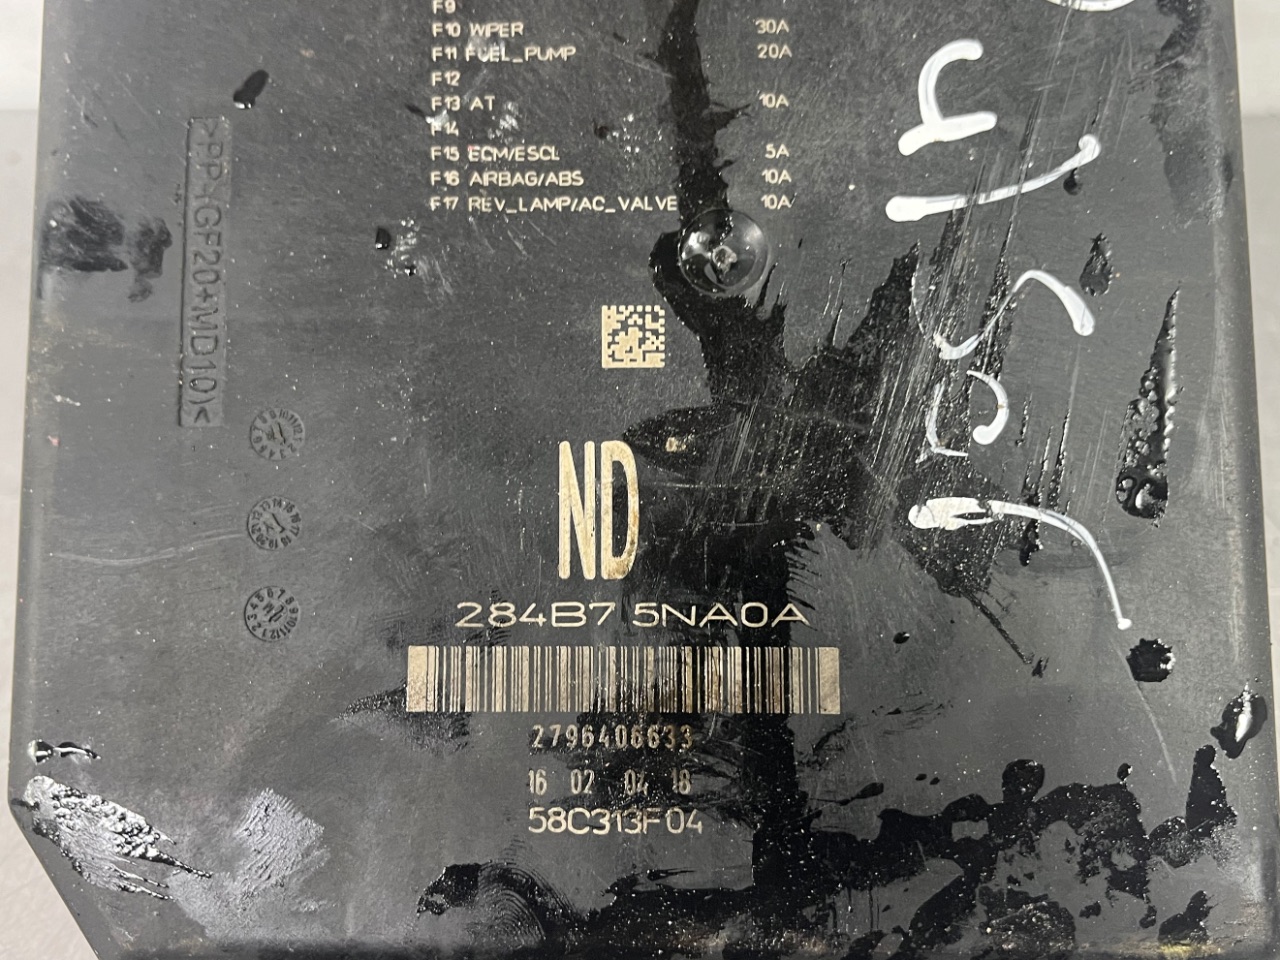 F9
F10 WIPER 30A
F11 FUEL_PUMP 20A
F12
F13 AT 10A
F14
F15 ECM/ESCL 5A
F16 AIRBAG/ABS 10A
F17 REV_LAMP/AC_VALVE 10A
>PP-(GF20+MD10)<
ND
284B7 5NA0A
2796406633
16 02 04 18
58C313F04